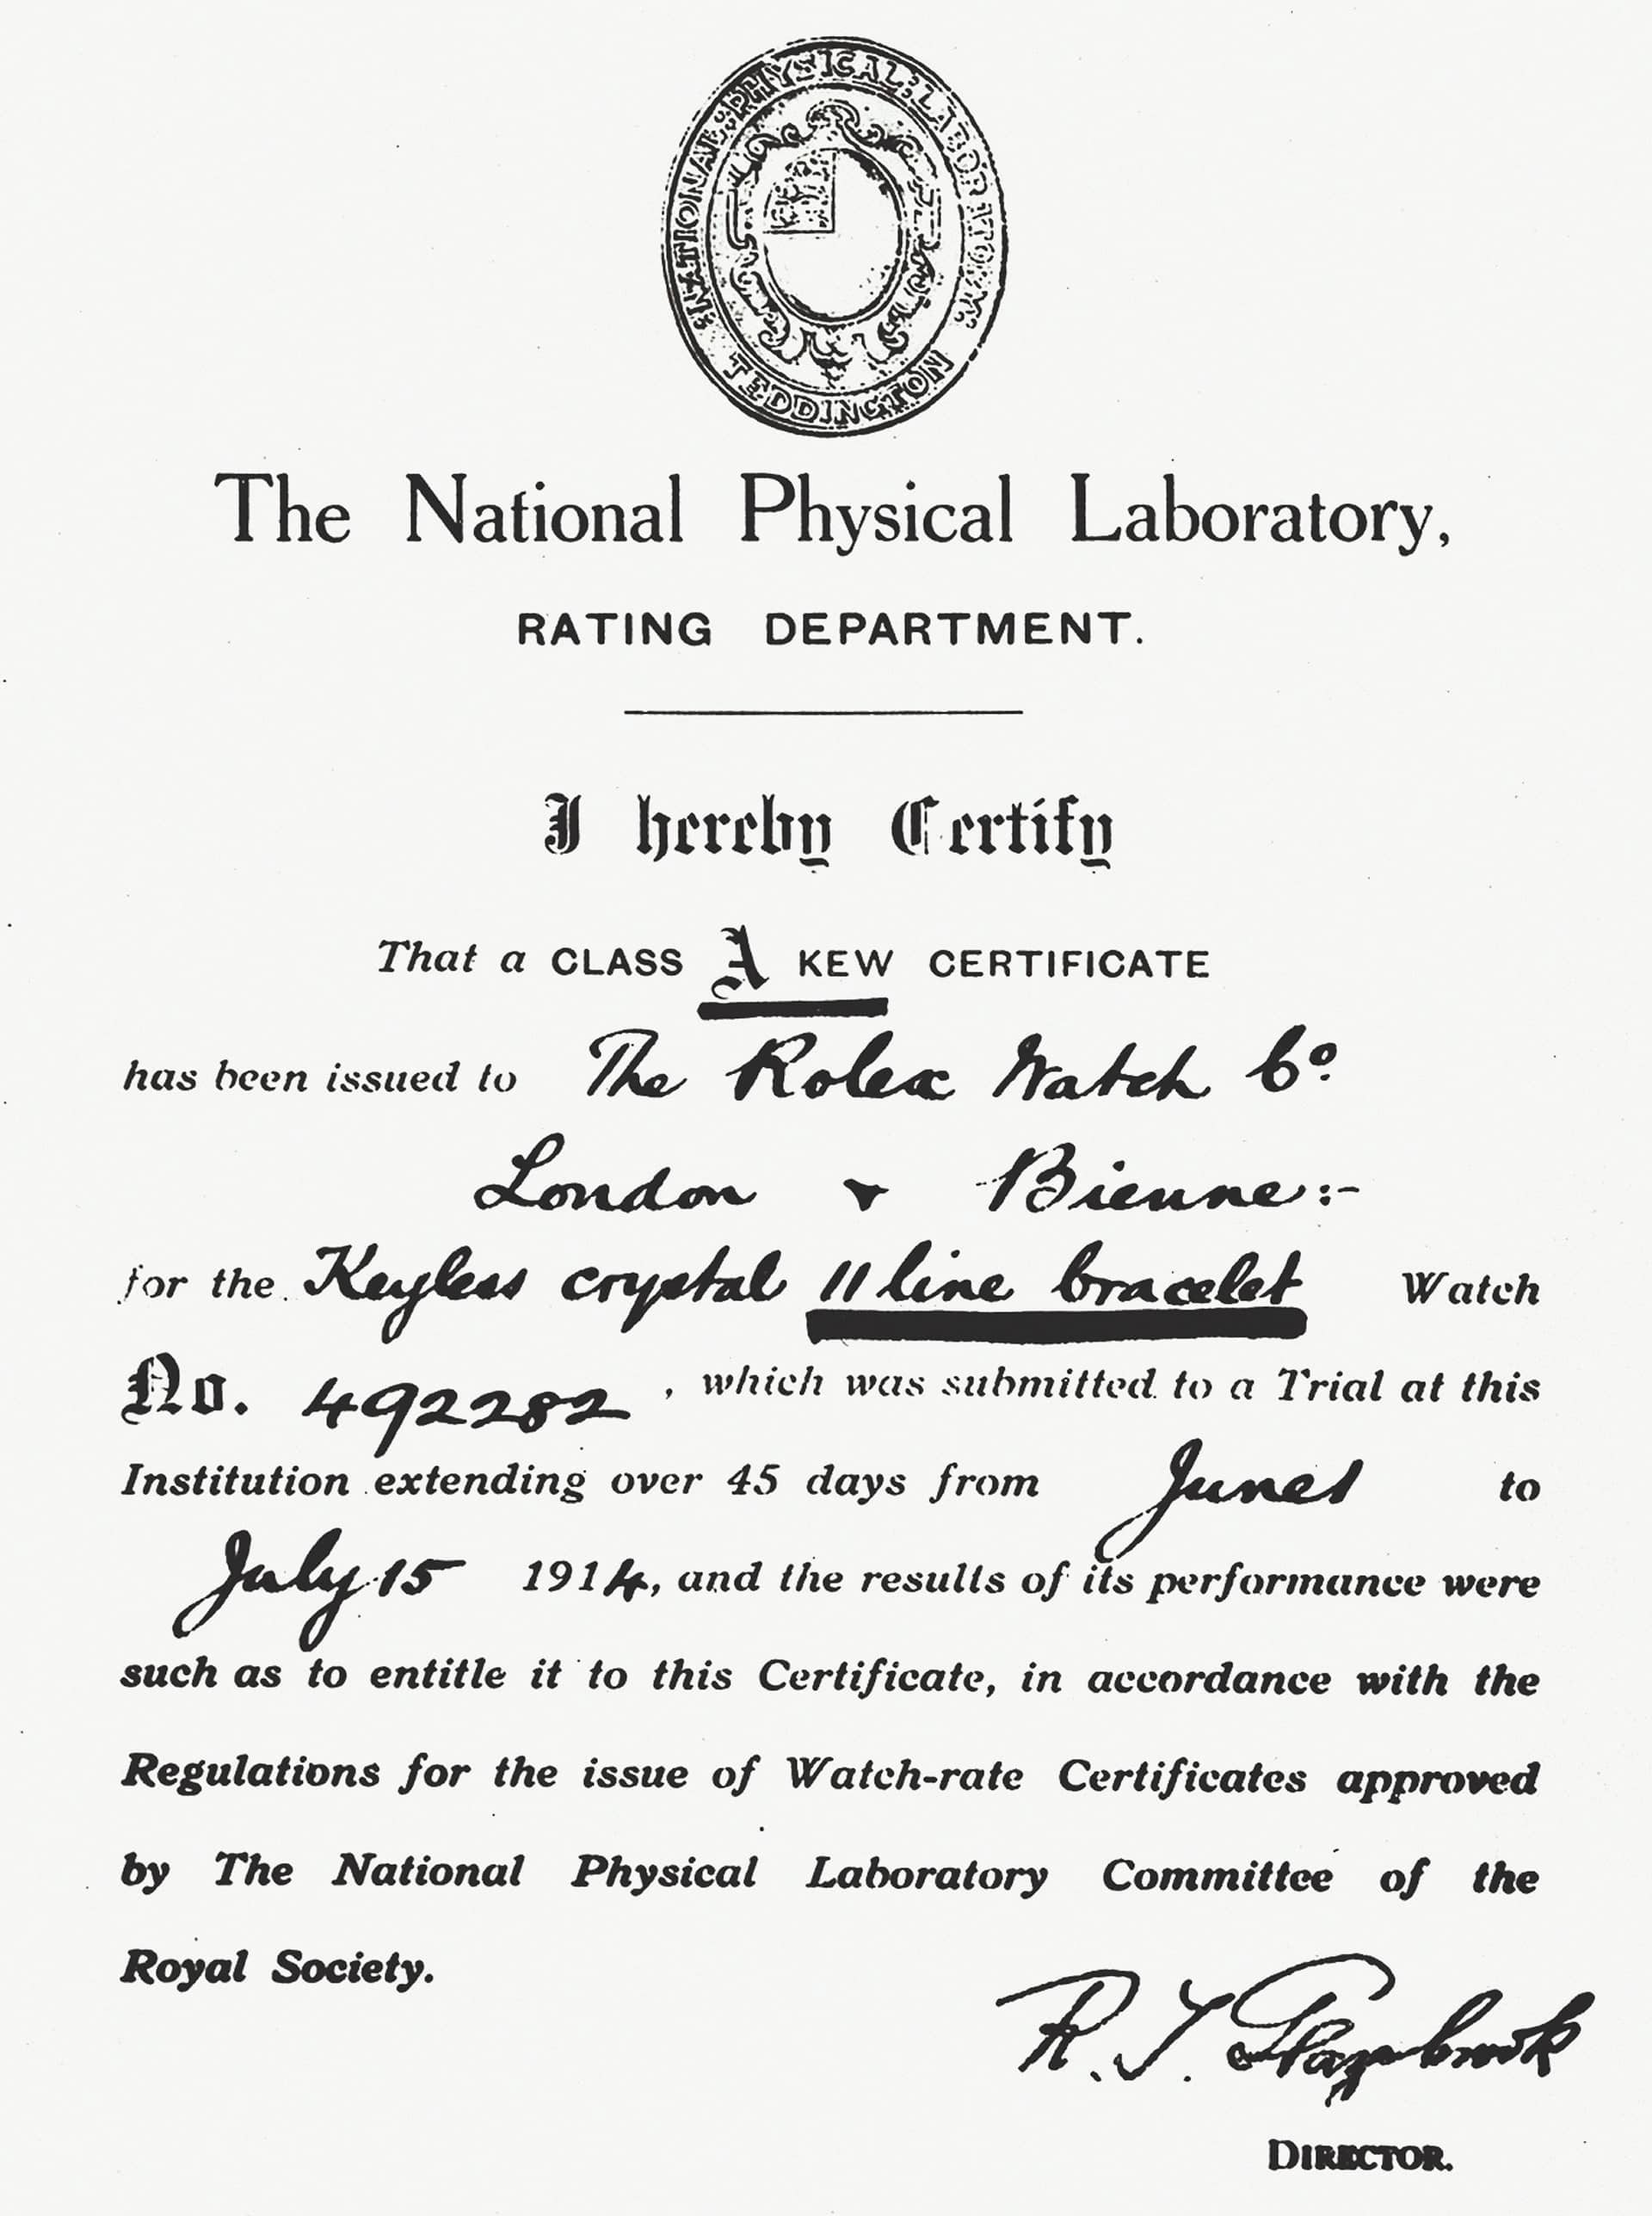 NATIONAL : PHYSICAL : LABORATORY :
TEDDINGTON
The National Physical Laboratory,
RATING DEPARTMENT.
I hereby Certify
That a CLASS A KEW CERTIFICATE
has been issued to The Rolex Watch Co.
London & Bienne:-
for the Keyless crystal 11 line bracelet Watch
No. 492282, which was submitted to a Trial at this
Institution extending over 45 days from June 1 to
July 15 1914, and the results of its performance were
such as to entitle it to this Certificate, in accordance with the
Regulations for the issue of Watch-rate Certificates approved
by The National Physical Laboratory Committee of the
Royal Society.
R. T. Glazebrook
DIRECTOR.